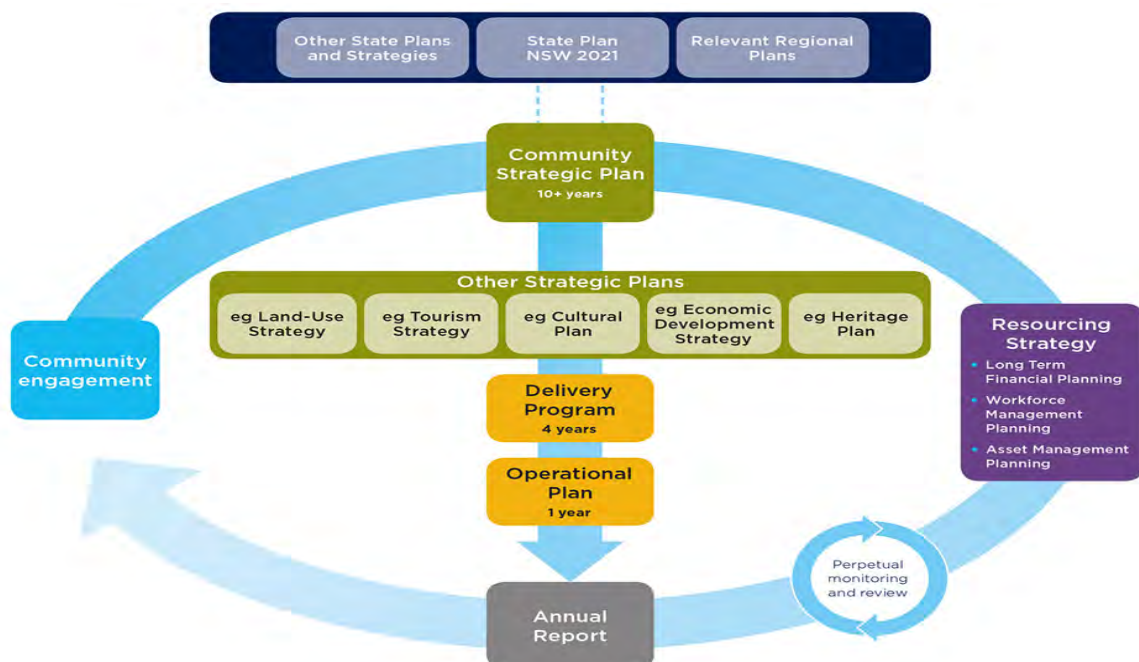 Other State Plans
and Strategies
State Plan
NSW 2021
Relevant Regional
Plans
Community
Strategic Plan
10+ years
Other Strategic Plans
eg Land-Use
Strategy
eg Tourism
Strategy
eg Cultural
Plan
eg Economic
Development
Strategy
eg Heritage
Plan
Community
engagement
Resourcing
Strategy
• Long Term
Financial Planning
• Workforce
Management
Planning
• Asset Management
Planning
Delivery
Program
4 years
Operational
Plan
1 year
Perpetual
monitoring
and review
Annual
Report